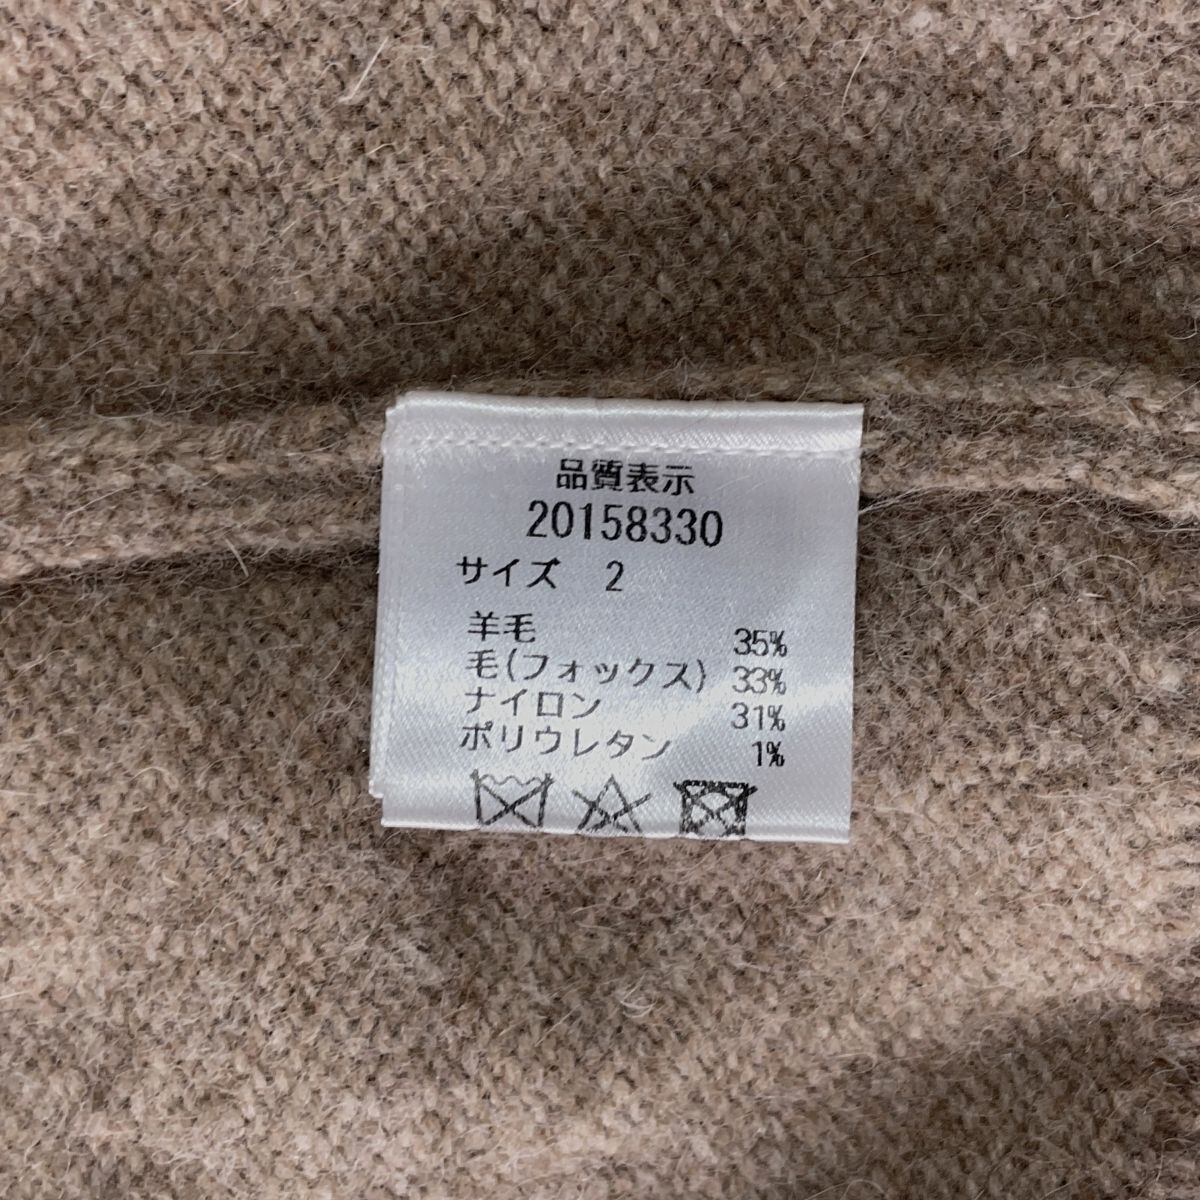 品質表示
20158330
サイズ 2
羊毛 35%
毛(フォックス) 33%
ナイロン 31%
ポリウレタン 1%